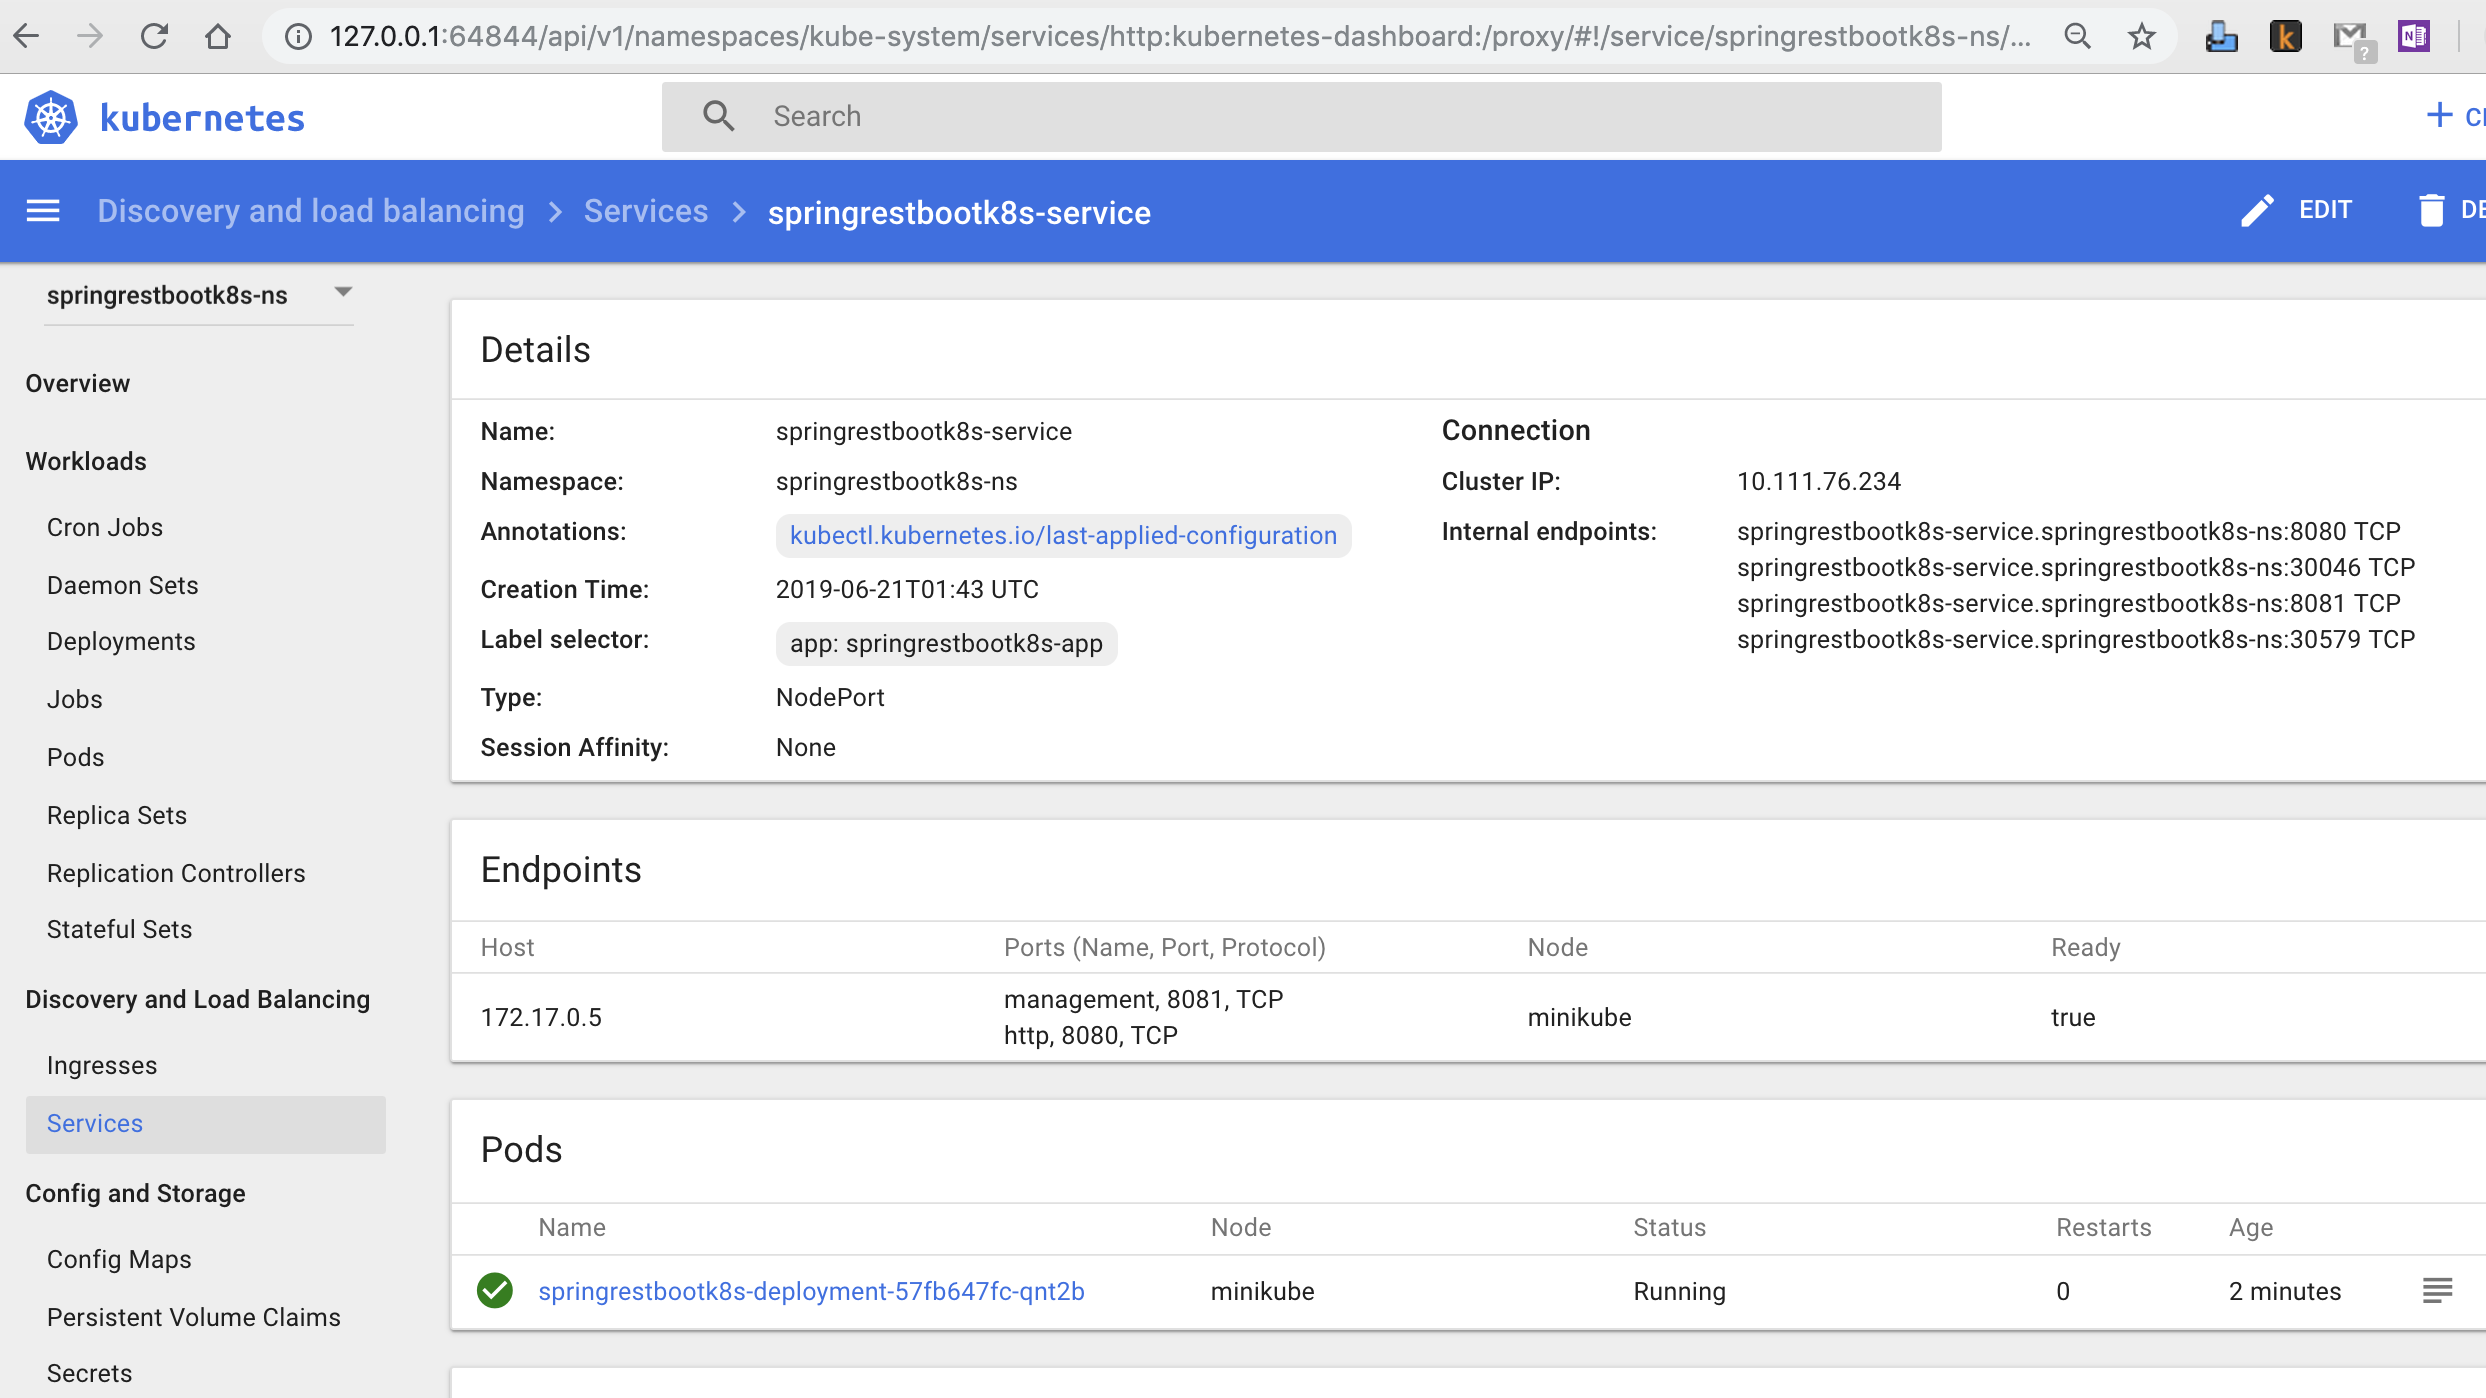 127.0.0.1:64844/api/v1/namespaces/kube-system/services/http:kubernetes-dashboard:/proxy/#!/service/springrestbootk8s-ns/...
kubernetes
Search
Discovery and load balancing > Services > springrestbootk8s-service
EDIT
springrestbootk8s-ns
Overview
Workloads
Cron Jobs
Daemon Sets
Deployments
Jobs
Pods
Replica Sets
Replication Controllers
Stateful Sets
Discovery and Load Balancing
Ingresses
Services
Config and Storage
Config Maps
Persistent Volume Claims
Secrets
Details
Name: springrestbootk8s-service
Namespace: springrestbootk8s-ns
Annotations: kubectl.kubernetes.io/last-applied-configuration
Creation Time: 2019-06-21T01:43 UTC
Label selector: app: springrestbootk8s-app
Type: NodePort
Session Affinity: None
Connection
Cluster IP: 10.111.76.234
Internal endpoints: springrestbootk8s-service.springrestbootk8s-ns:8080 TCP
springrestbootk8s-service.springrestbootk8s-ns:30046 TCP
springrestbootk8s-service.springrestbootk8s-ns:8081 TCP
springrestbootk8s-service.springrestbootk8s-ns:30579 TCP
Endpoints
Host Ports (Name, Port, Protocol) Node Ready
172.17.0.5 management, 8081, TCP minikube true
http, 8080, TCP
Pods
Name Node Status Restarts Age
springrestbootk8s-deployment-57fb647fc-qnt2b minikube Running 0 2 minutes